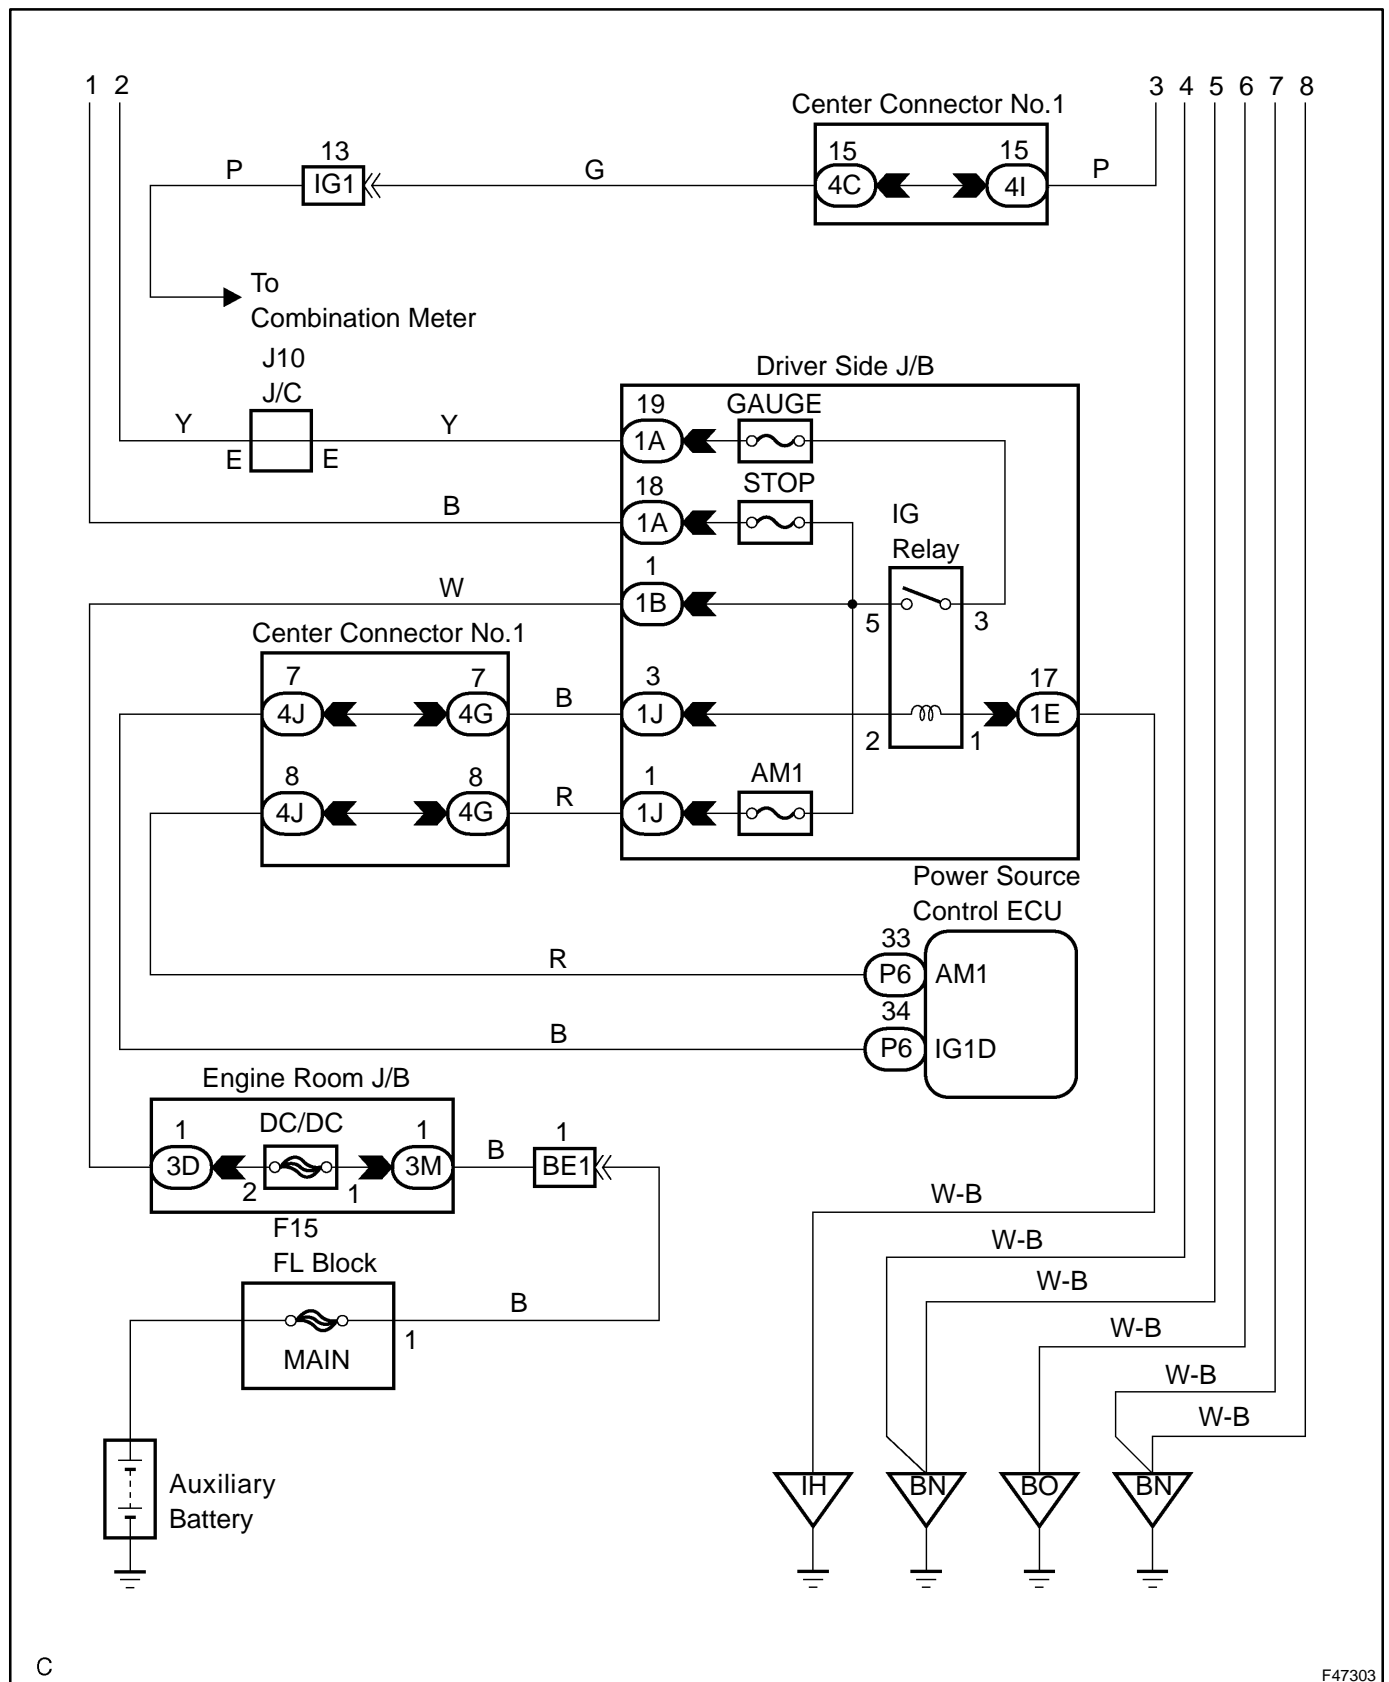 1 2
3 4 5 6 7 8
Center Connector No.1
13
15
15
P
IG1
G
4C
4I
P
To
Combination Meter
J10
J/C
Driver Side J/B
19
GAUGE
Y
Y
1A
E
E
18
STOP
B
1A
IG
Relay
1
W
1B
5
3
Center Connector No.1
7
7
3
17
4J
4G
B
1J
1E
2
1
8
8
1
AM1
4J
4G
R
1J
Power Source
Control ECU
33
R
P6
AM1
34
B
P6
IG1D
Engine Room J/B
1
DC/DC
1
1
3D
3M
B
BE1
2
1
W-B
F15
FL Block
W-B
W-B
B
1
MAIN
W-B
W-B
W-B
Auxiliary
Battery
IH
BN
BO
BN
C
F47303